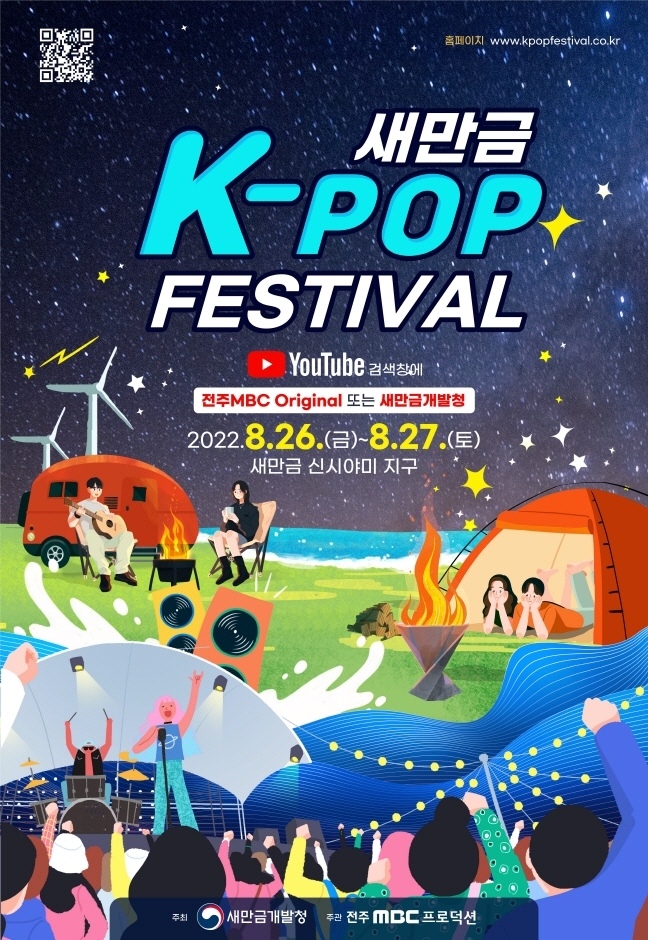 홈페이지 www.kpopfestival.co.kr
새만금
K-POP
FESTIVAL
YouTube 검색창에
전주MBC Original 또는 새만금개발청
2022.8.26.(금)~8.27.(토)
새만금 신시야미 지구
주최 새만금개발청 주관 전주 MBC 프로덕션